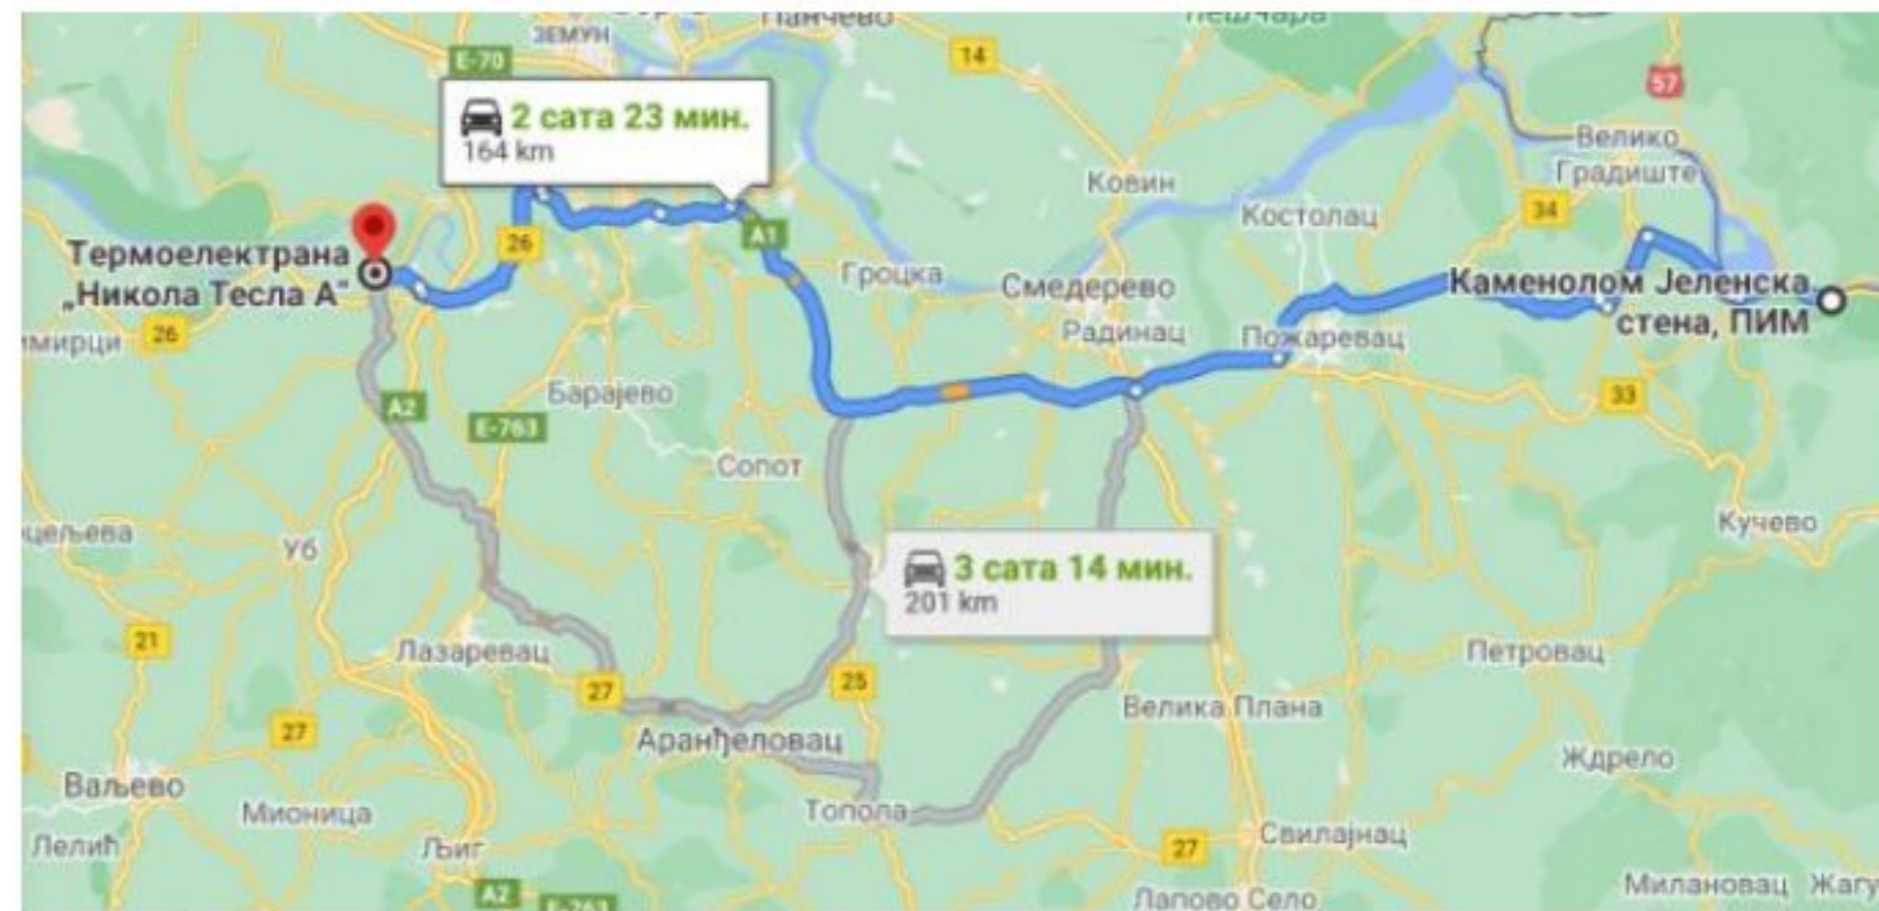 ЗЕМУН
Панчево
E-70
14
57
2 сата 23 мин.
164 km
Велико
Градиште
Ковин
Костолац
34
26
A1
Термоелектрана
„Никола Тесла А"
Гроцка
Смедерево
Каменолом Јеленска
стена, ПИМ
26
Радинац
Пожаревац
Барајево
A2
E-763
33
Сопот
Кучево
Уб
3 сата 14 мин.
201 km
21
Лазаревац
27
25
Петровац
Велика Плана
27
Аранђеловац
Ждрело
Ваљево
Мионица
Топола
Лелић
Љиг
27
Свилајнац
A2
E-763
Лапово Село
Милановац